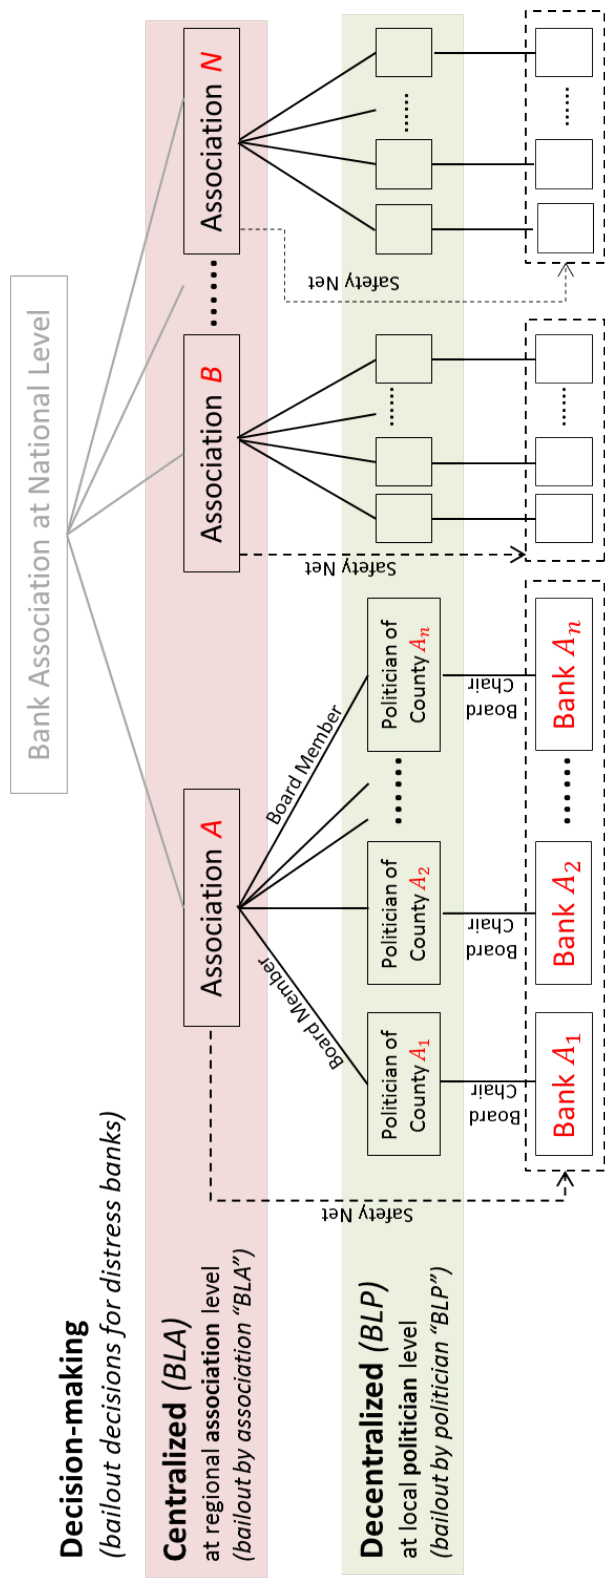 Bank Association at National Level
Decision-making
(bailout decisions for distress banks)
Centralized (BLA)
at regional association level
(bailout by association “BLA”)
Association A
Association B
......
Association N
Board Member
Board Member
Safety Net
Safety Net
Safety Net
Decentralized (BLP)
at local politician level
(bailout by politician “BLP”)
Politician of
County A₁
Politician of
County A₂
......
Politician of
County Aₙ
......
......
Board
Chair
Board
Chair
Board
Chair
Bank A₁
Bank A₂
......
Bank Aₙ
......
......